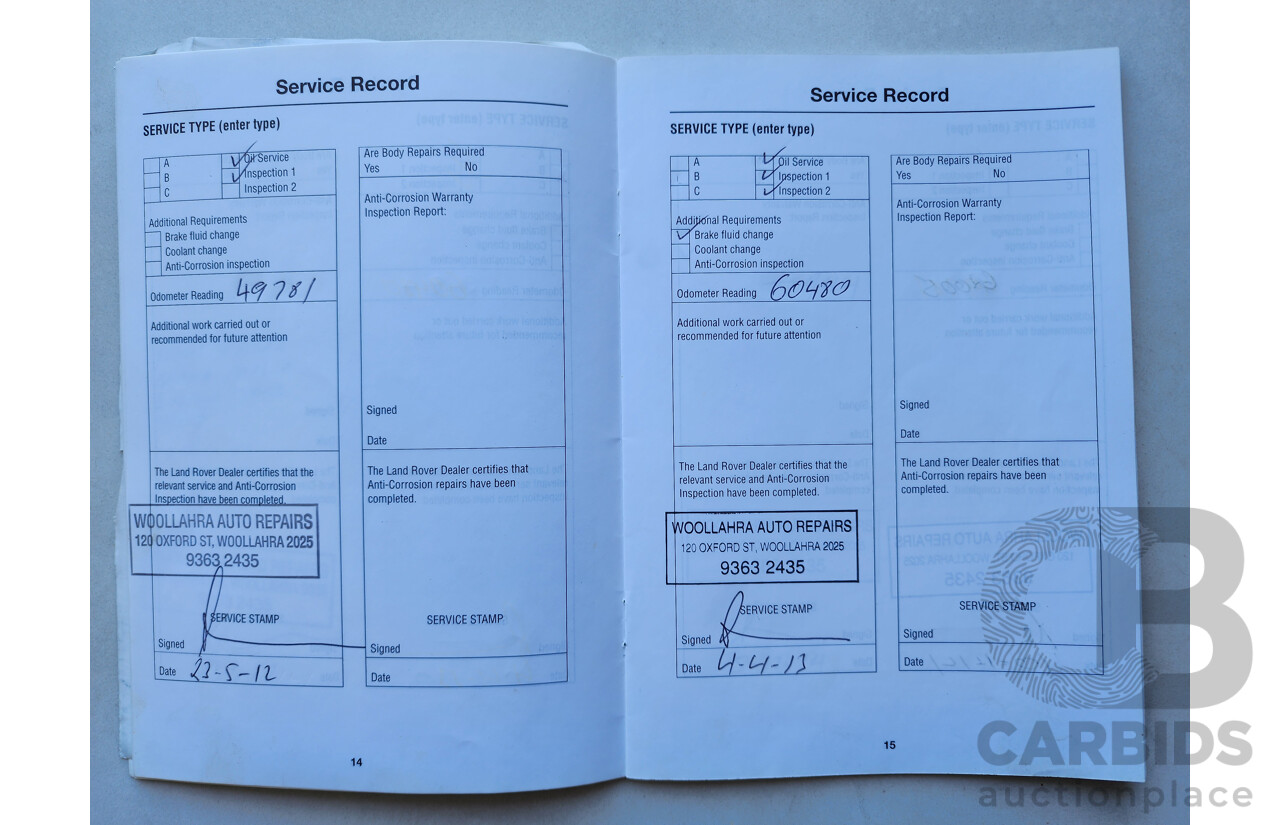 Service Record
SERVICE TYPE (enter type)
A
B
C
Oil Service
Inspection 1
Inspection 2
Additional Requirements
Brake fluid change
Coolant change
Anti-Corrosion inspection
Odometer Reading 49781
Additional work carried out or
recommended for future attention
The Land Rover Dealer certifies that the
relevant service and Anti-Corrosion
Inspection have been completed.
WOOLLAHRA AUTO REPAIRS
120 OXFORD ST, WOOLLAHRA 2025
9363 2435
SERVICE STAMP
Signed
Date 23-5-12
Are Body Repairs Required
Yes No
Anti-Corrosion Warranty
Inspection Report:
Signed
Date
The Land Rover Dealer certifies that
Anti-Corrosion repairs have been
completed.
SERVICE STAMP
Signed
Date
14
Service Record
SERVICE TYPE (enter type)
A
B
C
Oil Service
Inspection 1
Inspection 2
Additional Requirements
Brake fluid change
Coolant change
Anti-Corrosion inspection
Odometer Reading 60480
Additional work carried out or
recommended for future attention
The Land Rover Dealer certifies that the
relevant service and Anti-Corrosion
Inspection have been completed.
WOOLLAHRA AUTO REPAIRS
120 OXFORD ST, WOOLLAHRA 2025
9363 2435
SERVICE STAMP
Signed
Date 4-4-13
Are Body Repairs Required
Yes No
Anti-Corrosion Warranty
Inspection Report:
Signed
Date
The Land Rover Dealer certifies that
Anti-Corrosion repairs have been
completed.
SERVICE STAMP
Signed
Date
15
CB
CARBIDS
auctionplace